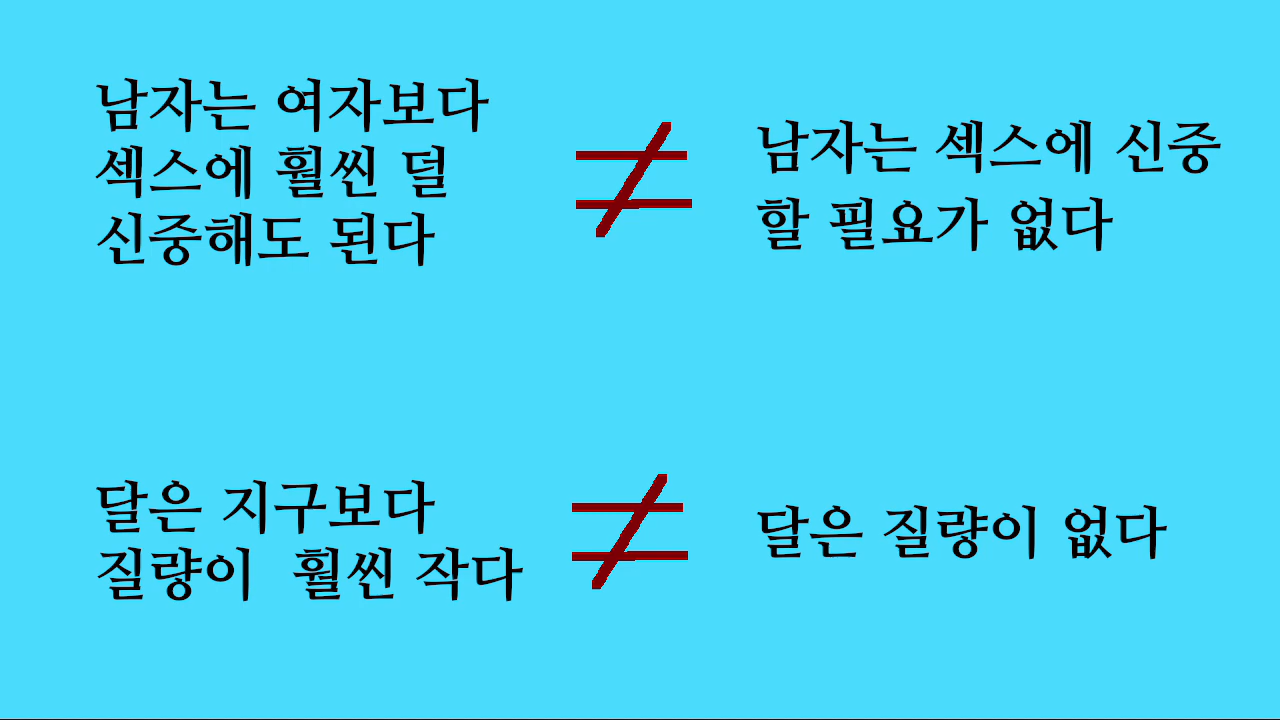 남자는 여자보다
섹스에 훨씬 덜
신중해도 된다
≠
남자는 섹스에 신중
할 필요가 없다
달은 지구보다
질량이 훨씬 작다
≠
달은 질량이 없다